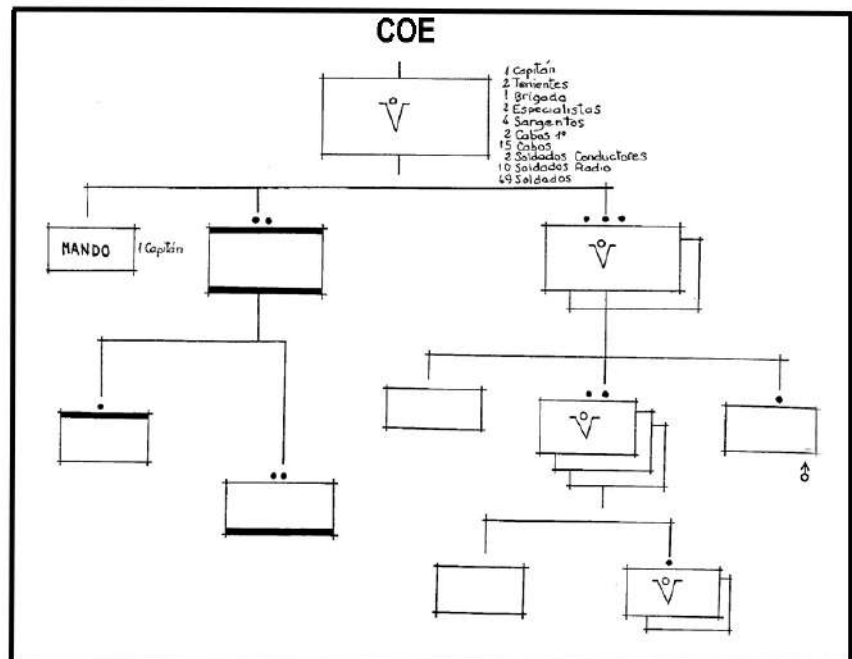 COE
1 Capitán
2 Tenientes
1 Brigada
2 Especialistas
4 Sargentos
2 Cabos 1º
15 Cabos
2 Soldados Conductores
10 Soldados Radio
69 Soldados
MANDO
1 Capitán